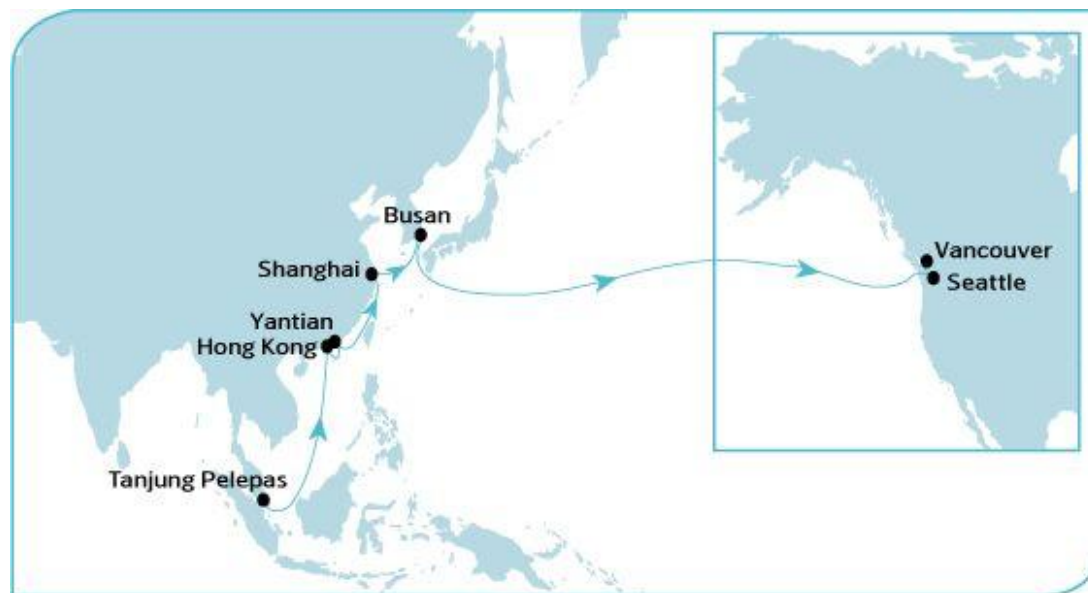 Busan
Vancouver
Shanghai
Seattle
Yantian
Hong Kong
Tanjung Pelepas